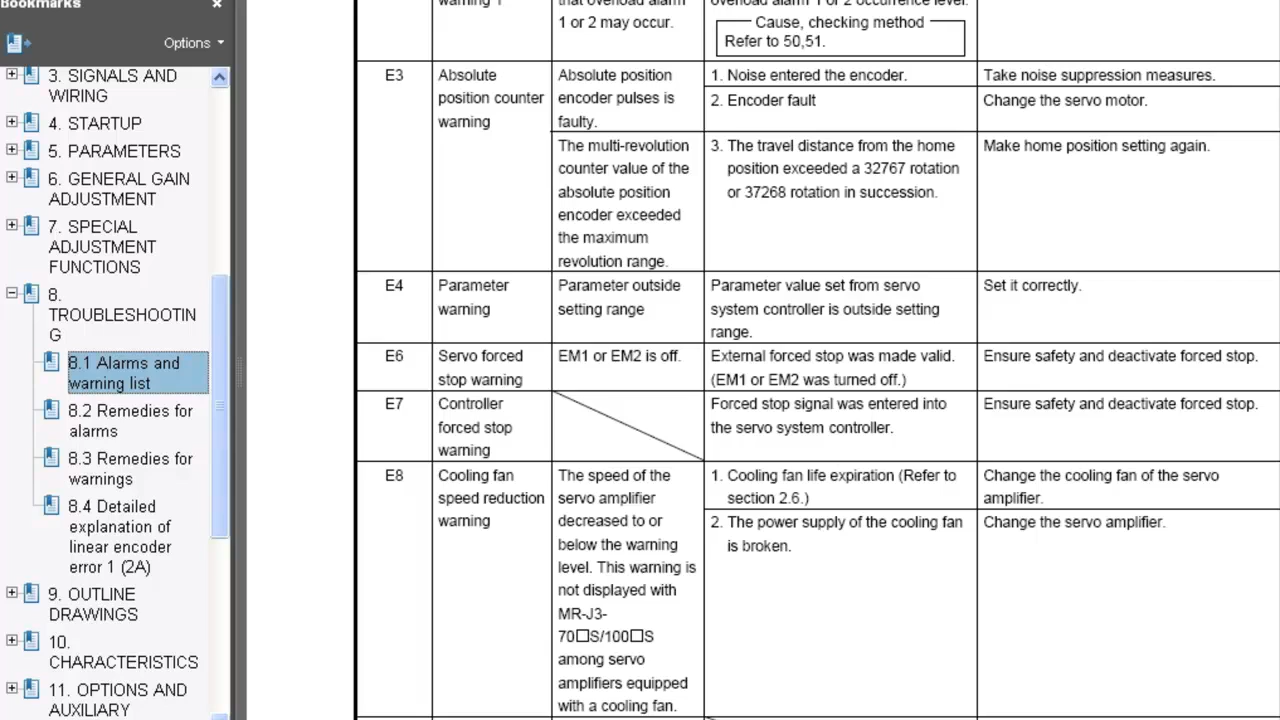 Bookmarks
Options
3. SIGNALS AND
WIRING
4. STARTUP
5. PARAMETERS
6. GENERAL GAIN
ADJUSTMENT
7. SPECIAL
ADJUSTMENT
FUNCTIONS
8.
TROUBLESHOOTIN
G
8.1 Alarms and
warning list
8.2 Remedies for
alarms
8.3 Remedies for
warnings
8.4 Detailed
explanation of
linear encoder
error 1 (2A)
9. OUTLINE
DRAWINGS
10.
CHARACTERISTICS
11. OPTIONS AND
AUXILIARY
warning 1
that overload alarm
1 or 2 may occur.
overload alarm 1 or 2 occurrence level.
Cause, checking method
Refer to 50,51.
E3
Absolute
position counter
warning
Absolute position
encoder pulses is
faulty.
1. Noise entered the encoder.
Take noise suppression measures.
2. Encoder fault
Change the servo motor.
The multi-revolution
counter value of the
absolute position
encoder exceeded
the maximum
revolution range.
3. The travel distance from the home
position exceeded a 32767 rotation
or 37268 rotation in succession.
Make home position setting again.
E4
Parameter
warning
Parameter outside
setting range
Parameter value set from servo
system controller is outside setting
range.
Set it correctly.
E6
Servo forced
stop warning
EM1 or EM2 is off.
External forced stop was made valid.
(EM1 or EM2 was turned off.)
Ensure safety and deactivate forced stop.
E7
Controller
forced stop
warning
Forced stop signal was entered into
the servo system controller.
Ensure safety and deactivate forced stop.
E8
Cooling fan
speed reduction
warning
The speed of the
servo amplifier
decreased to or
below the warning
level. This warning is
not displayed with
MR-J3-
70□S/100□S
among servo
amplifiers equipped
with a cooling fan.
1. Cooling fan life expiration (Refer to
section 2.6.)
Change the cooling fan of the servo
amplifier.
2. The power supply of the cooling fan
is broken.
Change the servo amplifier.